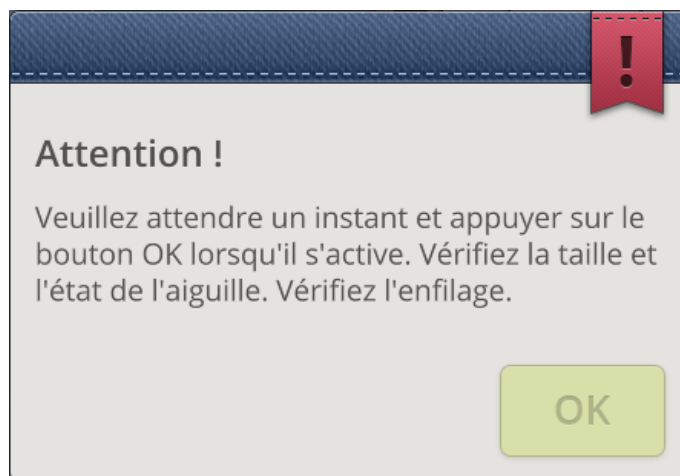 !
Attention !
Veuillez attendre un instant et appuyer sur le
bouton OK lorsqu'il s'active. Vérifiez la taille et
l'état de l'aiguille. Vérifiez l'enfilage.
OK